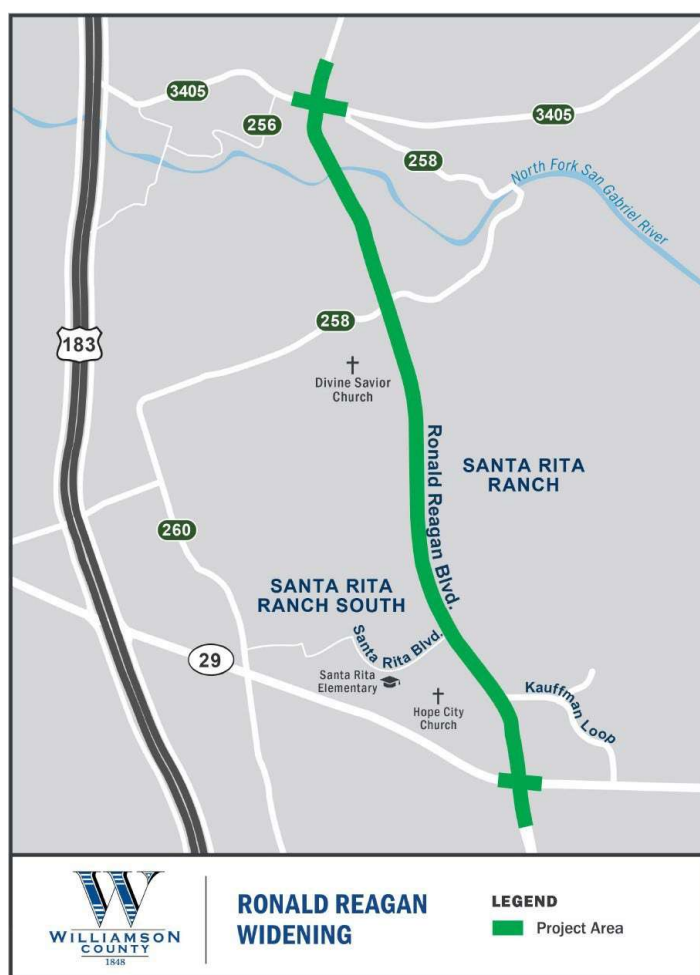 3405
256
3405
258
North Fork San Gabriel River
258
183
Divine Savior
Church
Ronald Reagan Blvd.
SANTA RITA
RANCH
260
SANTA RITA
RANCH SOUTH
Santa Rita Blvd.
29
Santa Rita
Elementary
Hope City
Church
Kauffman Loop
W
WILLIAMSON
COUNTY
1848
RONALD REAGAN
WIDENING
LEGEND
Project Area